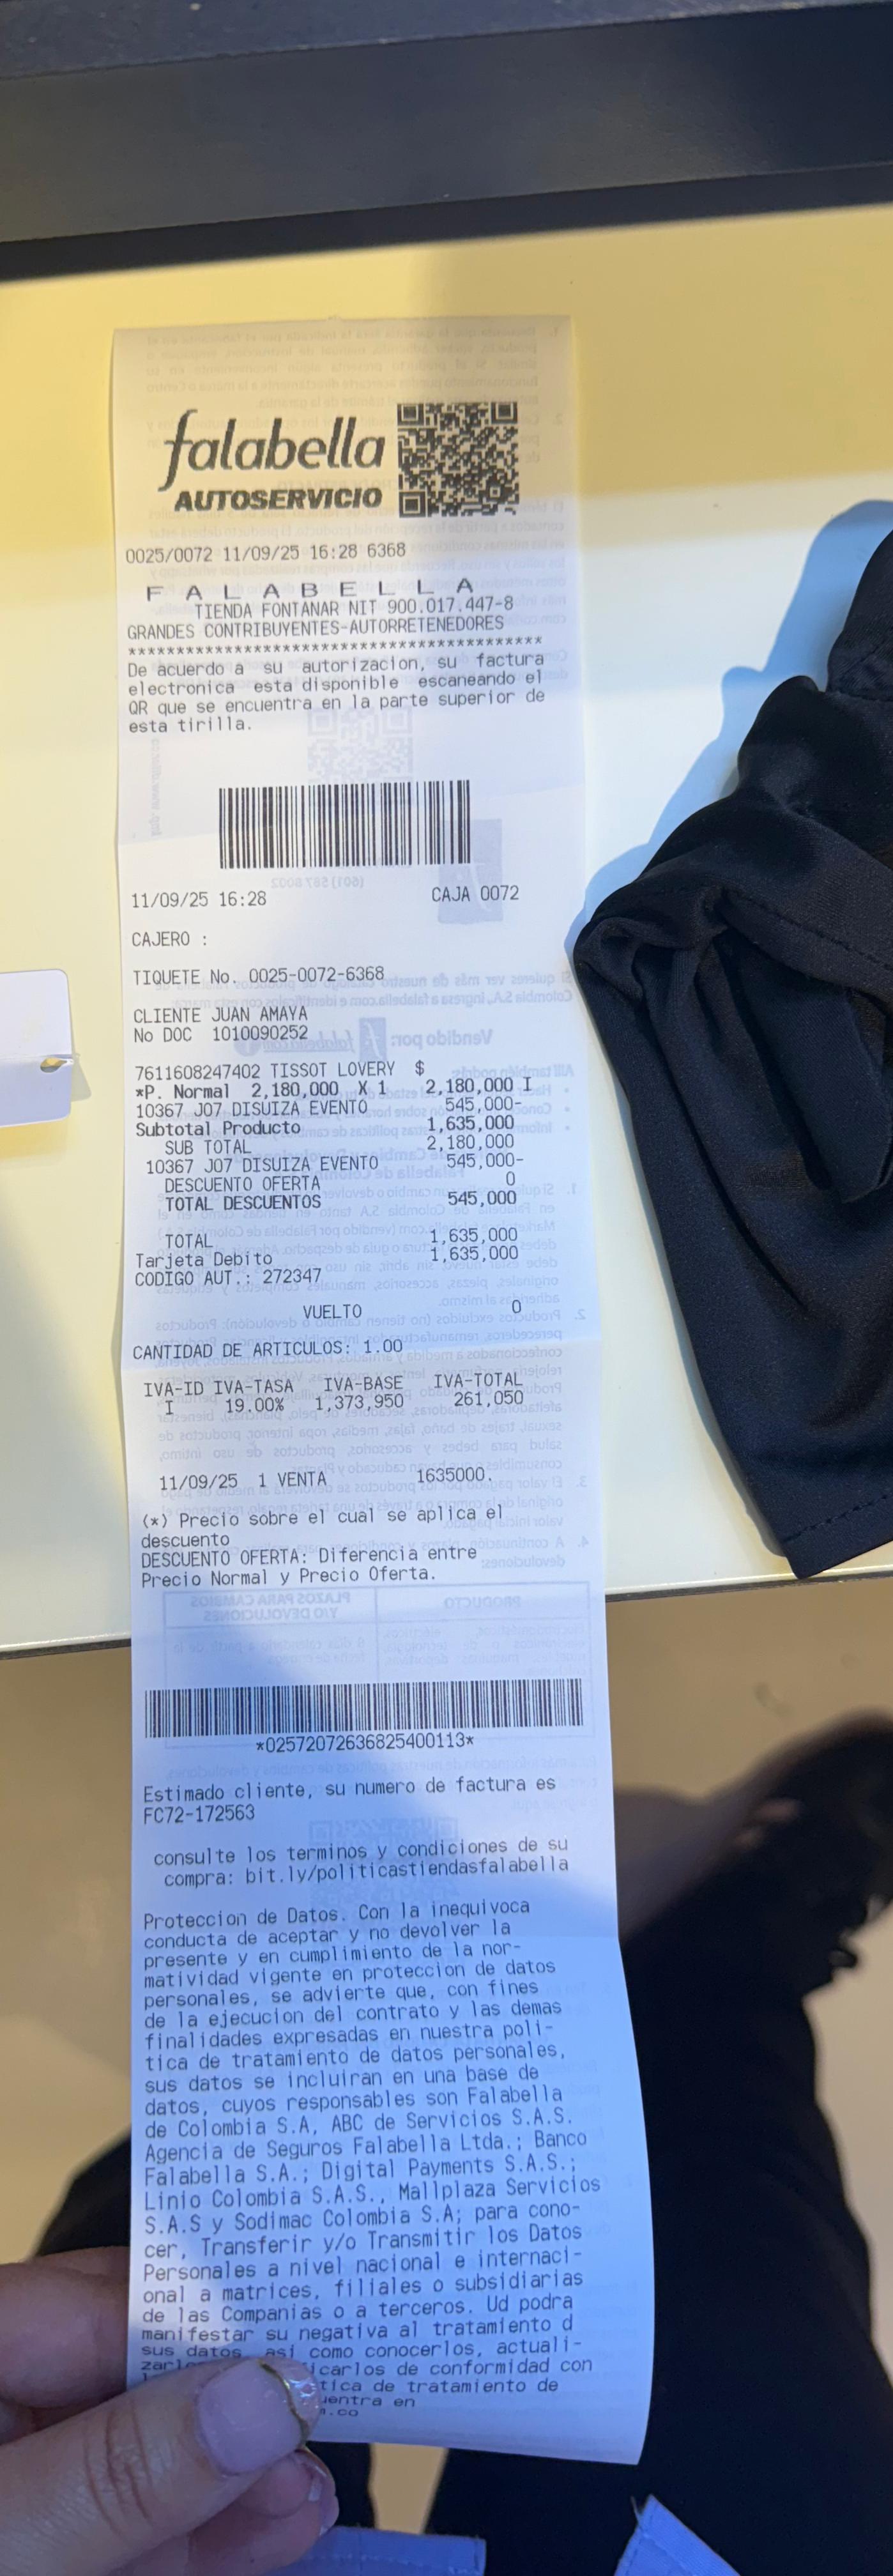 falabella
AUTOSERVICIO
0025/0072 11/09/25 16:28 6368
F A L A B E L L A
TIENDA FONTANAR NIT 900.017.447-8
GRANDES CONTRIBUYENTES-AUTORRETENEDORES
*******************************************
De acuerdo a su autorizacion, su factura
electronica esta disponible escaneando el
QR que se encuentra en la parte superior de
esta tirilla.
11/09/25 16:28 CAJA 0072
CAJERO :
TIQUETE No. 0025-0072-6368
CLIENTE JUAN AMAYA
No DOC 1010090252
7611608247402 TISSOT LOVERY $
*P. Normal 2,180,000 X 1 2,180,000 I
10367 J07 DISUIZA EVENTO 545,000-
Subtotal Producto 1,635,000
SUB TOTAL 2,180,000
10367 J07 DISUIZA EVENTO 545,000-
DESCUENTO OFERTA 0
TOTAL DESCUENTOS 545,000
TOTAL 1,635,000
Tarjeta Debito 1,635,000
CODIGO AUT.: 272347
VUELTO 0
CANTIDAD DE ARTICULOS: 1.00
IVA-ID IVA-TASA IVA-BASE IVA-TOTAL
I 19.00% 1,373,950 261,050
11/09/25 1 VENTA 1635000.
(*) Precio sobre el cual se aplica el
descuento
DESCUENTO OFERTA: Diferencia entre
Precio Normal y Precio Oferta.
*02572072636825400113*
Estimado cliente, su numero de factura es
FC72-172563
consulte los terminos y condiciones de su
compra: bit.ly/politicastiendasfalabella
Proteccion de Datos. Con la inequivoca
conducta de aceptar y no devolver la
presente y en cumplimiento de la nor-
matividad vigente en proteccion de datos
personales, se advierte que, con fines
de la ejecucion del contrato y las demas
finalidades expresadas en nuestra poli-
tica de tratamiento de datos personales,
sus datos se incluiran en una base de
datos, cuyos responsables son Falabella
de Colombia S.A, ABC de Servicios S.A.S.
Agencia de Seguros Falabella Ltda.; Banco
Falabella S.A.; Digital Payments S.A.S.;
Linio Colombia S.A.S., Mallplaza Servicios
S.A.S y Sodimac Colombia S.A; para cono-
cer, Transferir y/o Transmitir los Datos
Personales a nivel nacional e internaci-
onal a matrices, filiales o subsidiarias
de las Companias o a terceros. Ud podra
manifestar su negativa al tratamiento d
sus datos, asi como conocerlos, actuali-
icarlos de conformidad con
tica de tratamiento de
uentra en
.co